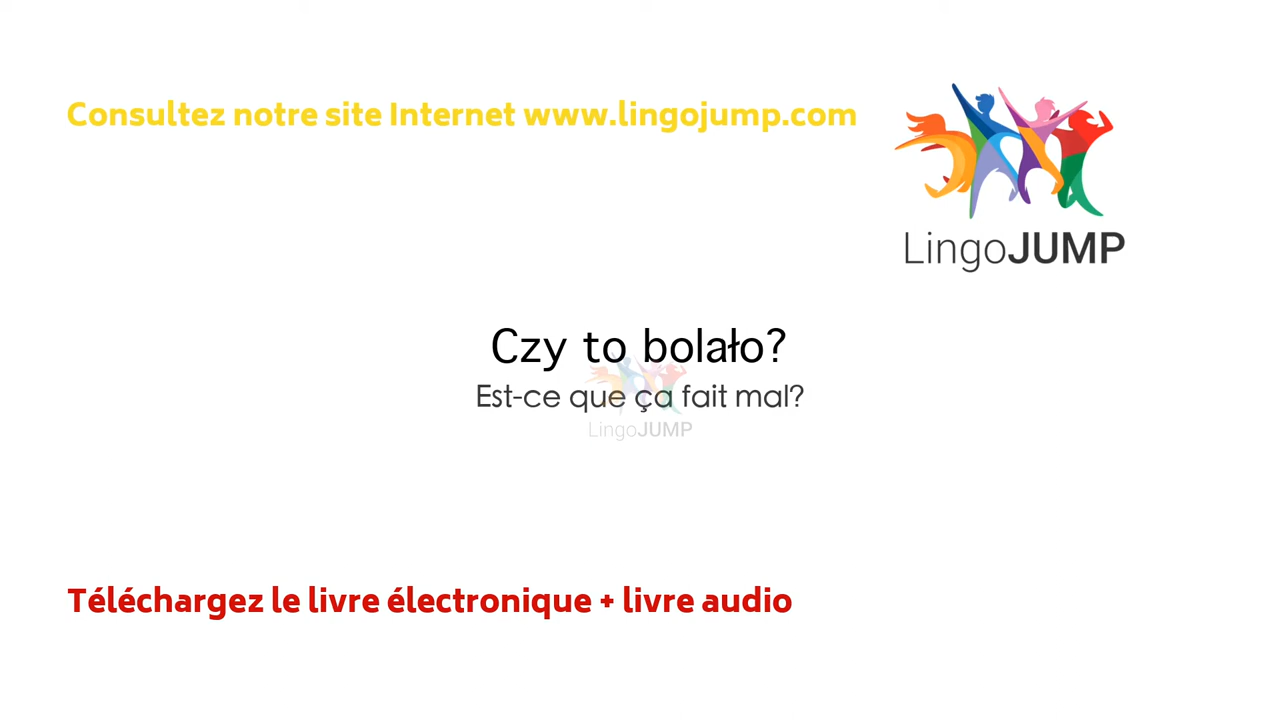 Consultez notre site Internet www.lingojump.com
LingoJUMP
Czy to bolało?
Est-ce que ça fait mal?
LingoJUMP
Téléchargez le livre électronique + livre audio